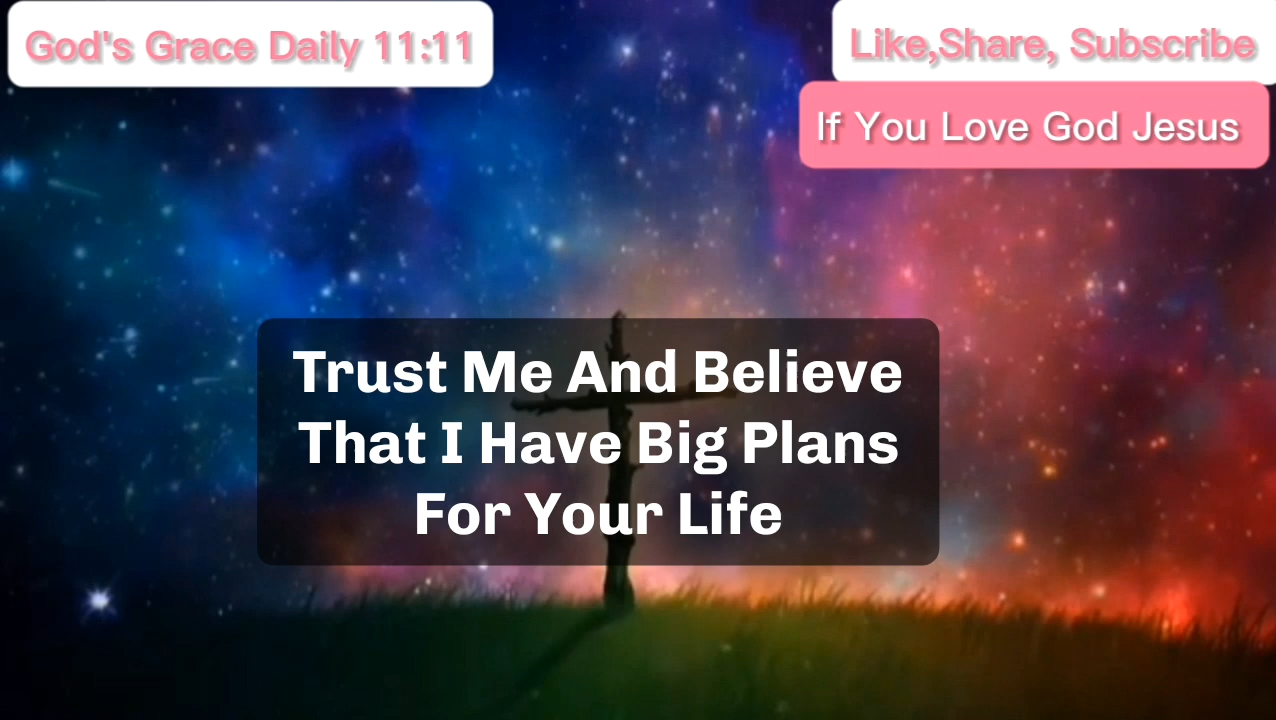 God's Grace Daily 11:11
Like,Share, Subscribe
If You Love God Jesus
Trust Me And Believe
That I Have Big Plans
For Your Life